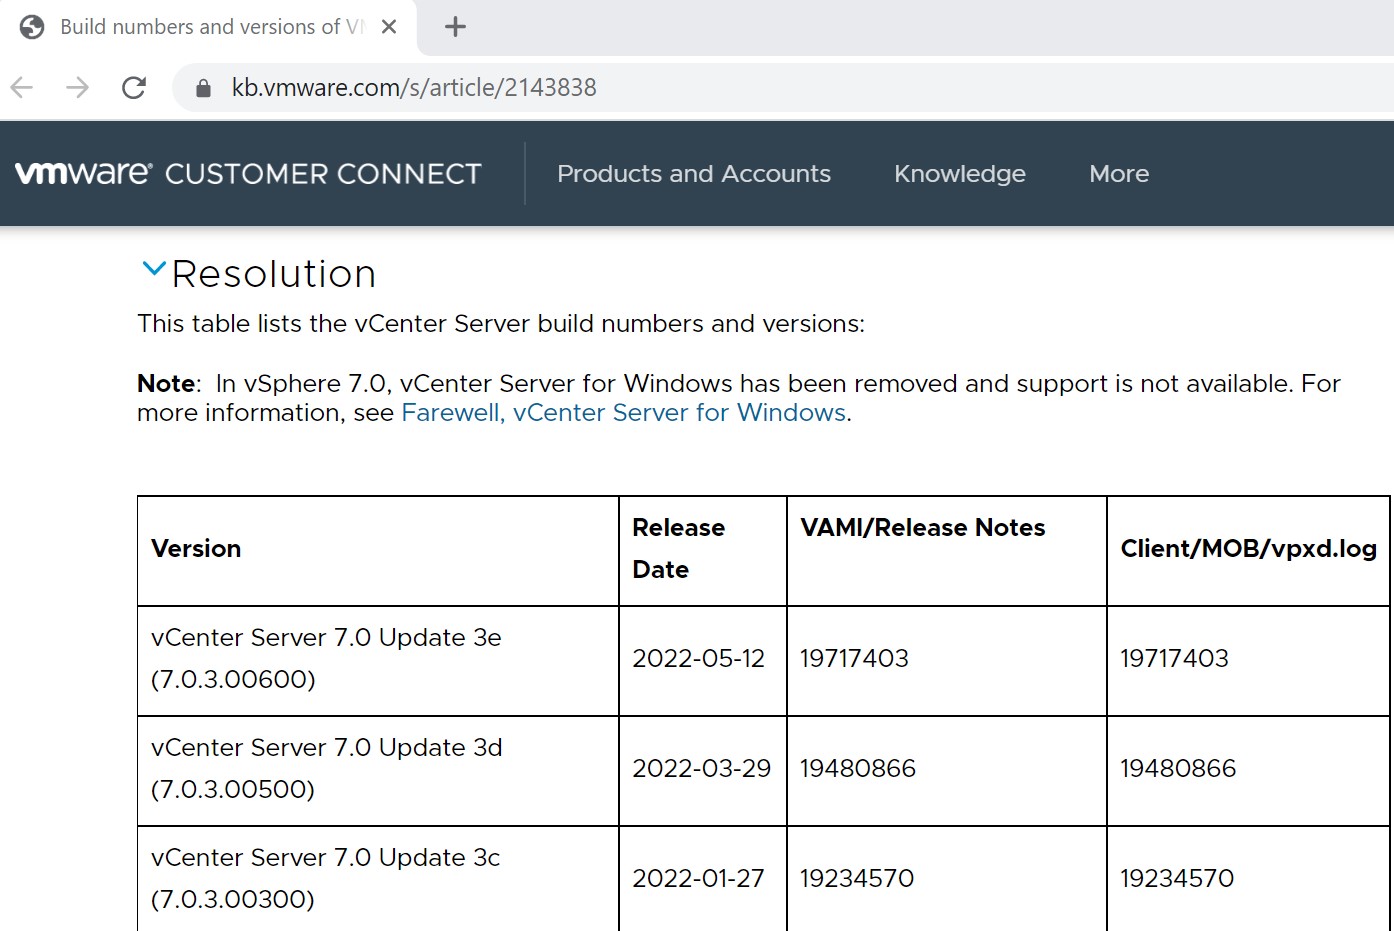 Build numbers and versions of V
kb.vmware.com/s/article/2143838
vmware® CUSTOMER CONNECT
Products and Accounts
Knowledge
More
Resolution
This table lists the vCenter Server build numbers and versions:
Note:  In vSphere 7.0, vCenter Server for Windows has been removed and support is not available. For
more information, see Farewell, vCenter Server for Windows.
Version
Release
Date
VAMI/Release Notes
Client/MOB/vpxd.log
vCenter Server 7.0 Update 3e
(7.0.3.00600)
2022-05-12
19717403
19717403
vCenter Server 7.0 Update 3d
(7.0.3.00500)
2022-03-29
19480866
19480866
vCenter Server 7.0 Update 3c
(7.0.3.00300)
2022-01-27
19234570
19234570